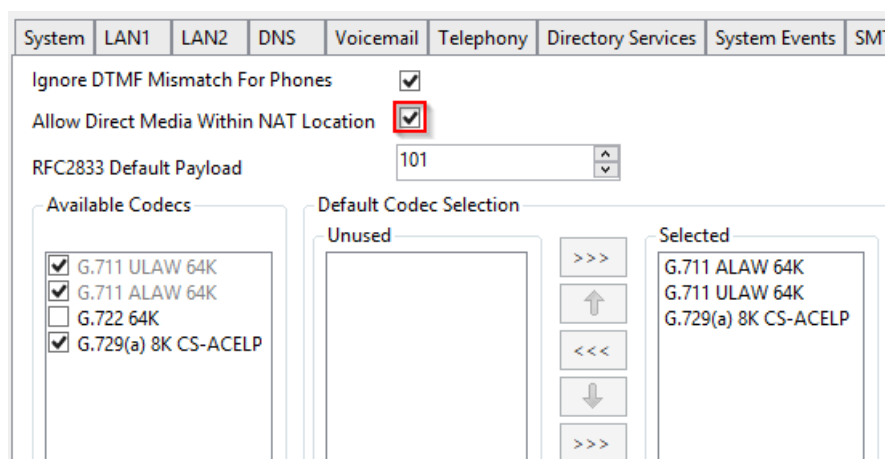 System LAN1 LAN2 DNS Voicemail Telephony Directory Services System Events
Ignore DTMF Mismatch For Phones
Allow Direct Media Within NAT Location
RFC2833 Default Payload 101
Available Codecs
G.711 ULAW 64K
G.711 ALAW 64K
G.722 64K
G.729(a) 8K CS-ACELP
Default Codec Selection
Unused
>>>
<<<
>>>
Selected
G.711 ALAW 64K
G.711 ULAW 64K
G.729(a) 8K CS-ACELP